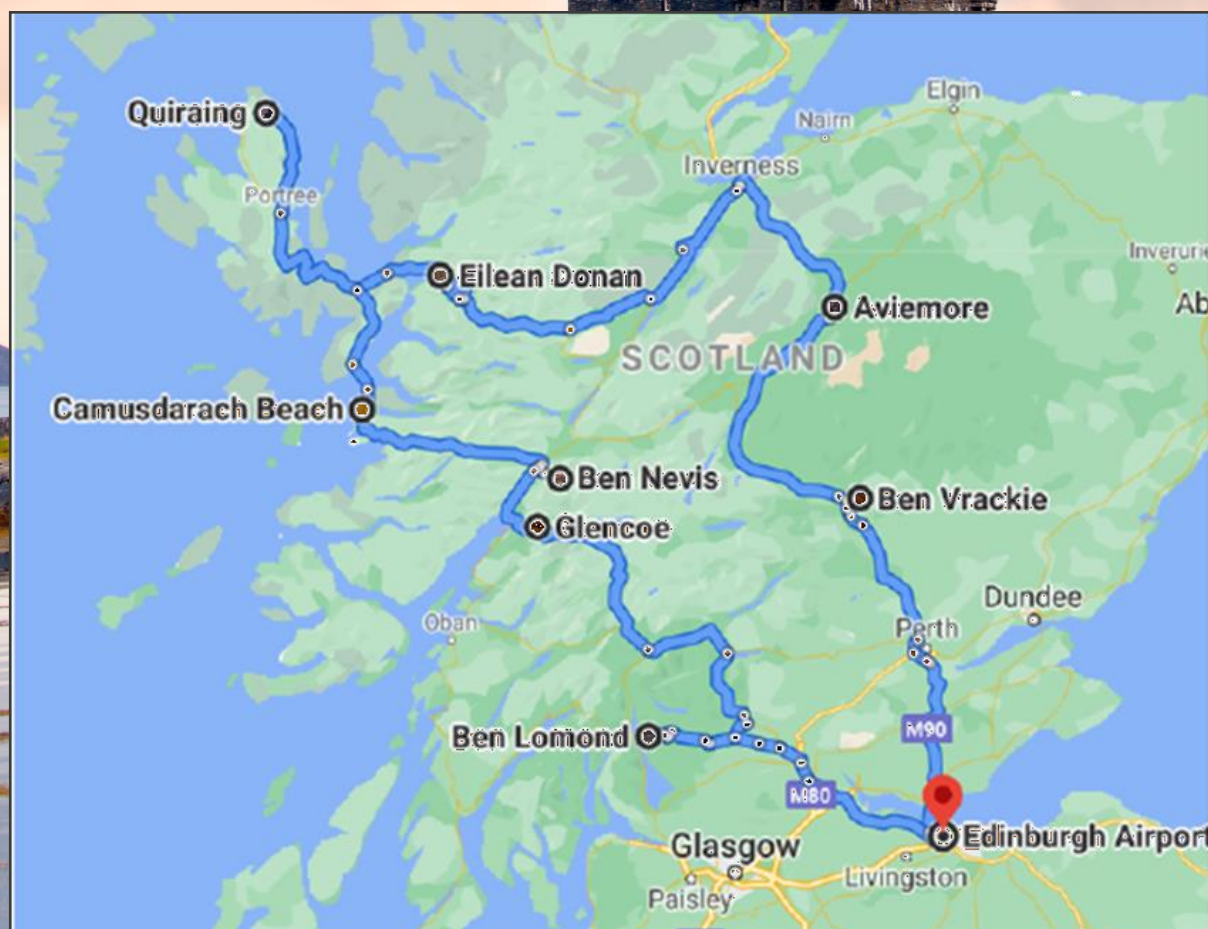 Elgin
Nairn
Quiraing
Inverness
Portree
Inverurie
Eilean Donan
Ab
Aviemore
SCOTLAND
Camusdarach Beach
Ben Nevis
Ben Vrackie
Glencoe
Dundee
Oban
Perth
M90
Ben Lomond
M80
Edinburgh Airport
Glasgow
Livingston
Paisley